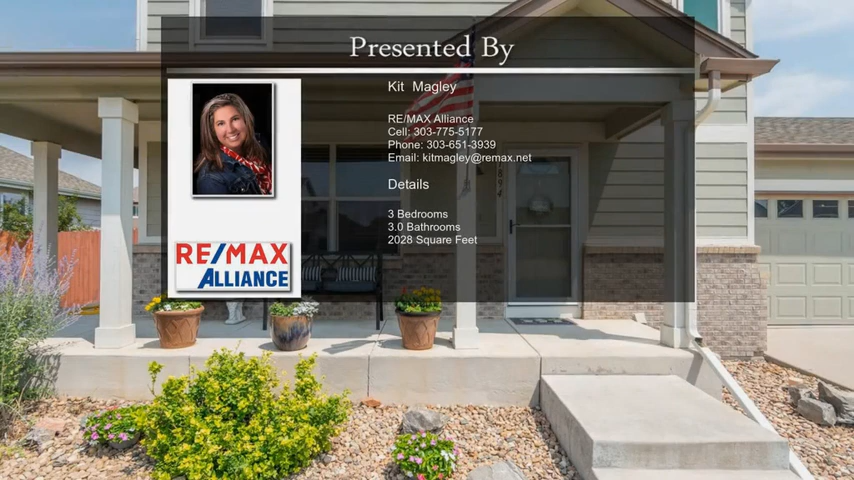 Presented By
Kit Magley
RE/MAX Alliance
Cell: 303-775-5177
Phone: 303-651-3939
Email: kitmagley@remax.net
Details
3 Bedrooms
3.0 Bathrooms
2028 Square Feet
RE/MAX
ALLIANCE